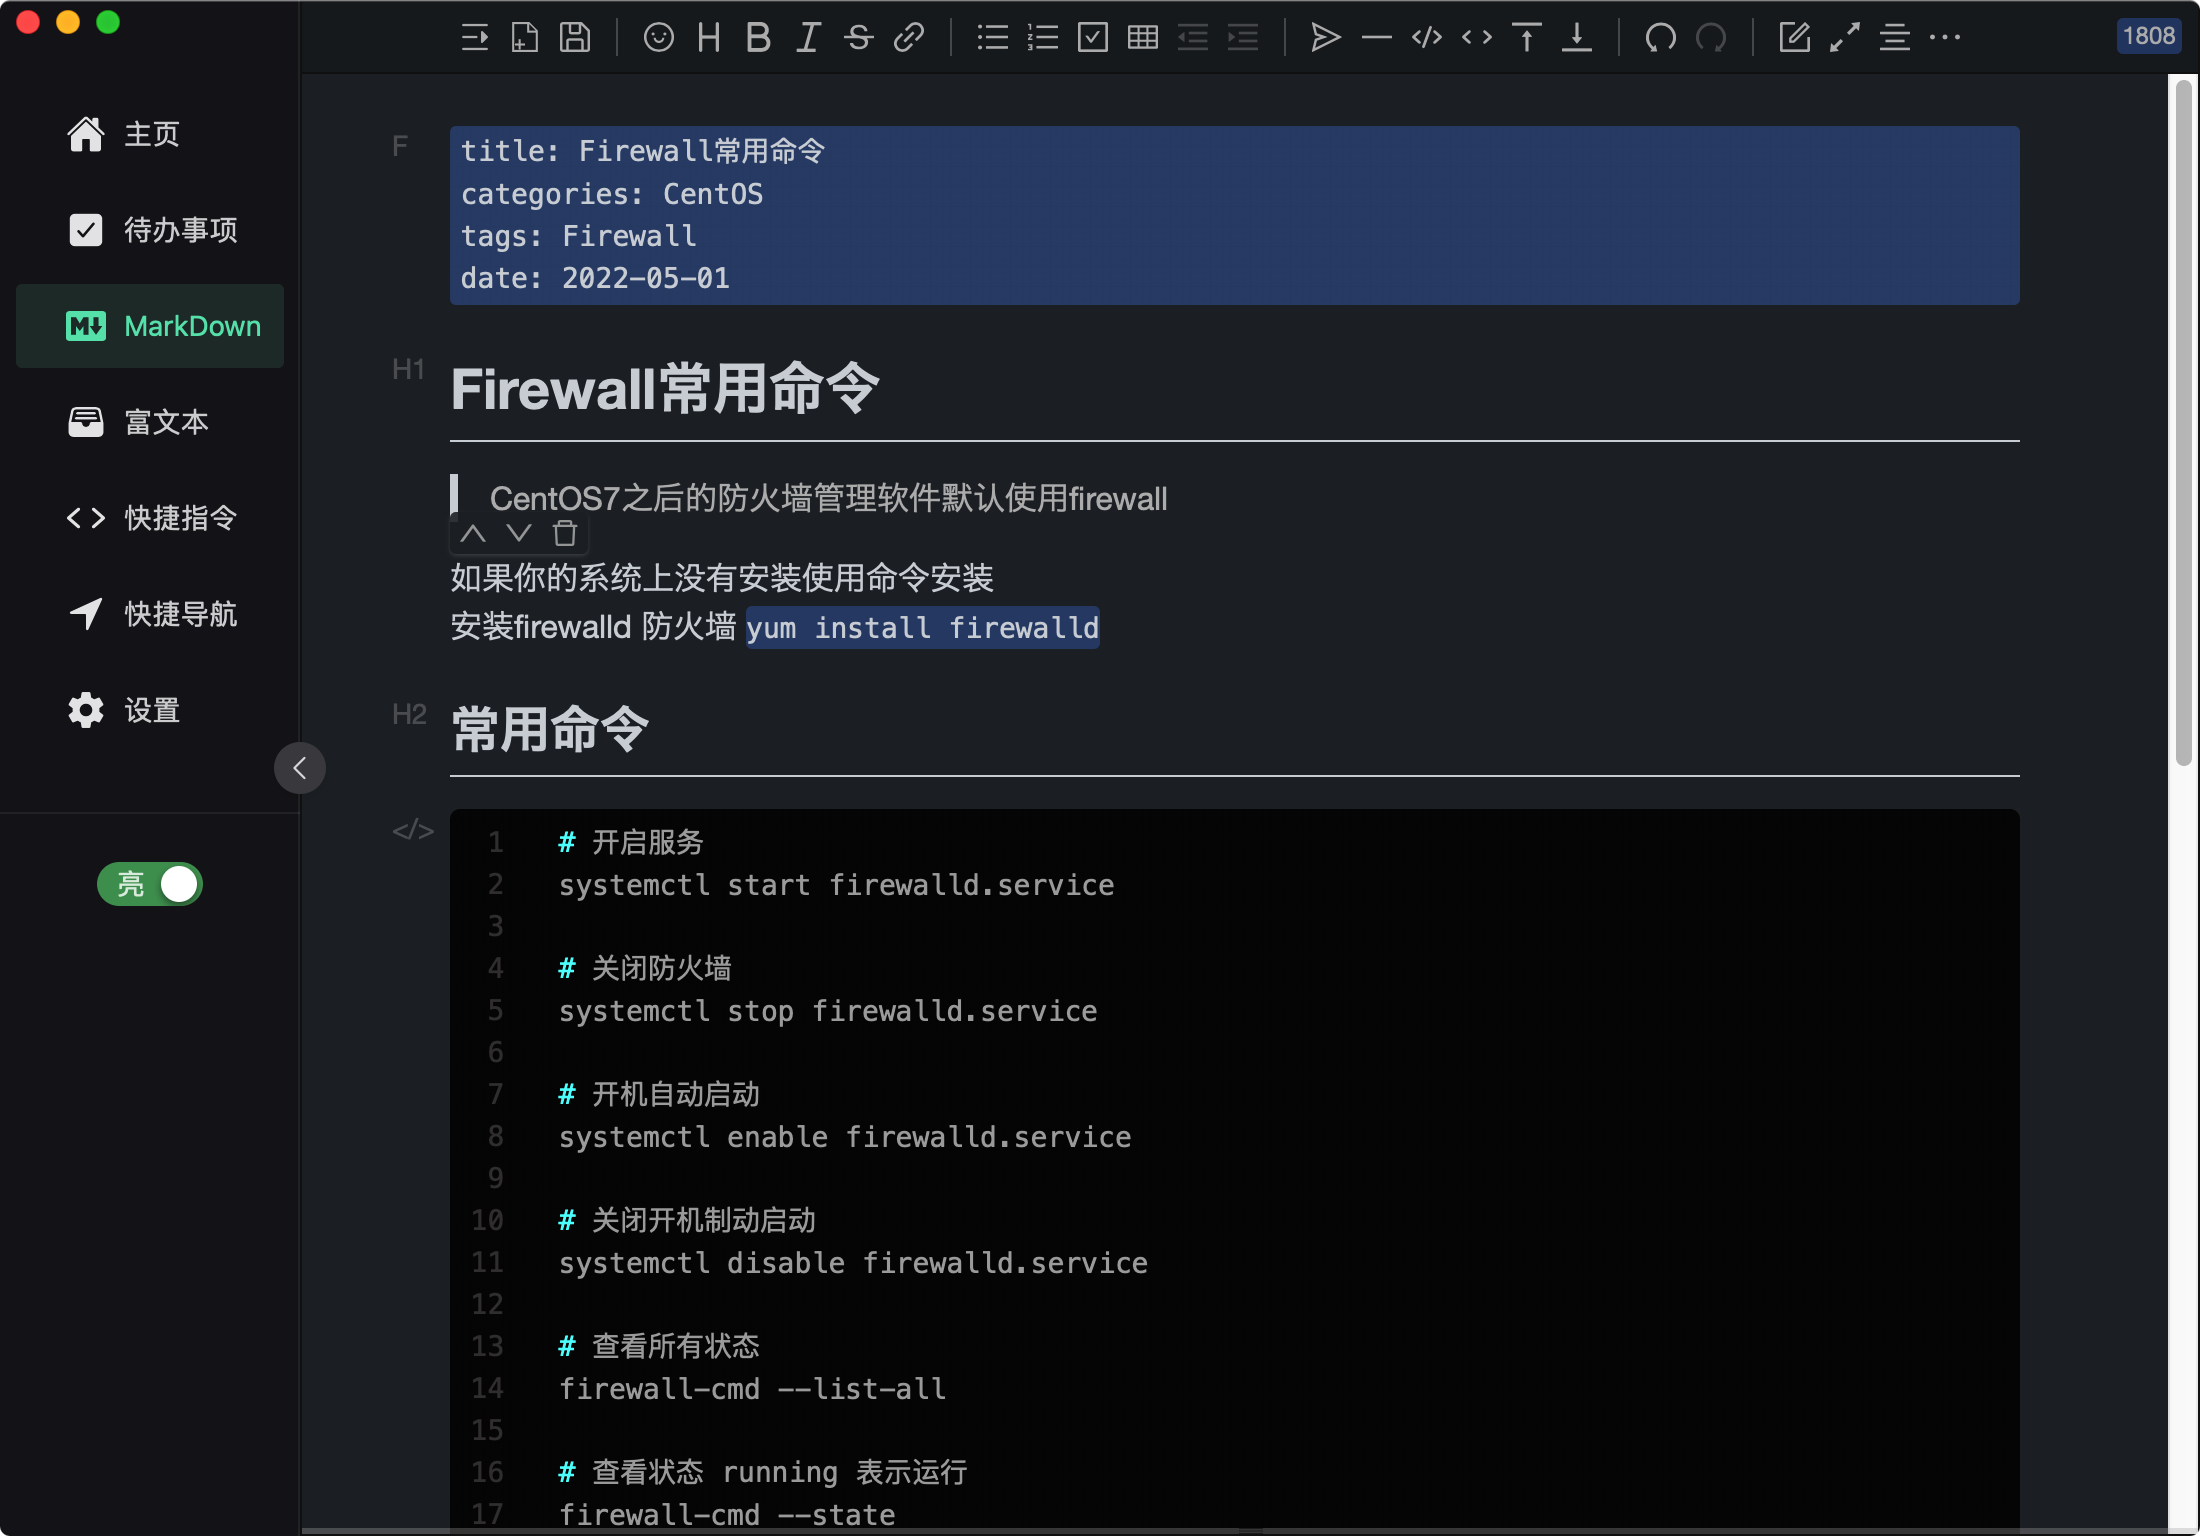 1808
主页
待办事项
MarkDown
富文本
快捷指令
快捷导航
设置
亮
F
title: Firewall常用命令
categories: CentOS
tags: Firewall
date: 2022-05-01
H1
Firewall常用命令
CentOS7之后的防火墙管理软件默认使用firewall
如果你的系统上没有安装使用命令安装
安装firewalld 防火墙 yum install firewalld
H2
常用命令
</>
1 # 开启服务
2 systemctl start firewalld.service
3
4 # 关闭防火墙
5 systemctl stop firewalld.service
6
7 # 开机自动启动
8 systemctl enable firewalld.service
9
10 # 关闭开机制动启动
11 systemctl disable firewalld.service
12
13 # 查看所有状态
14 firewall-cmd --list-all
15
16 # 查看状态 running 表示运行
17 firewall-cmd --state